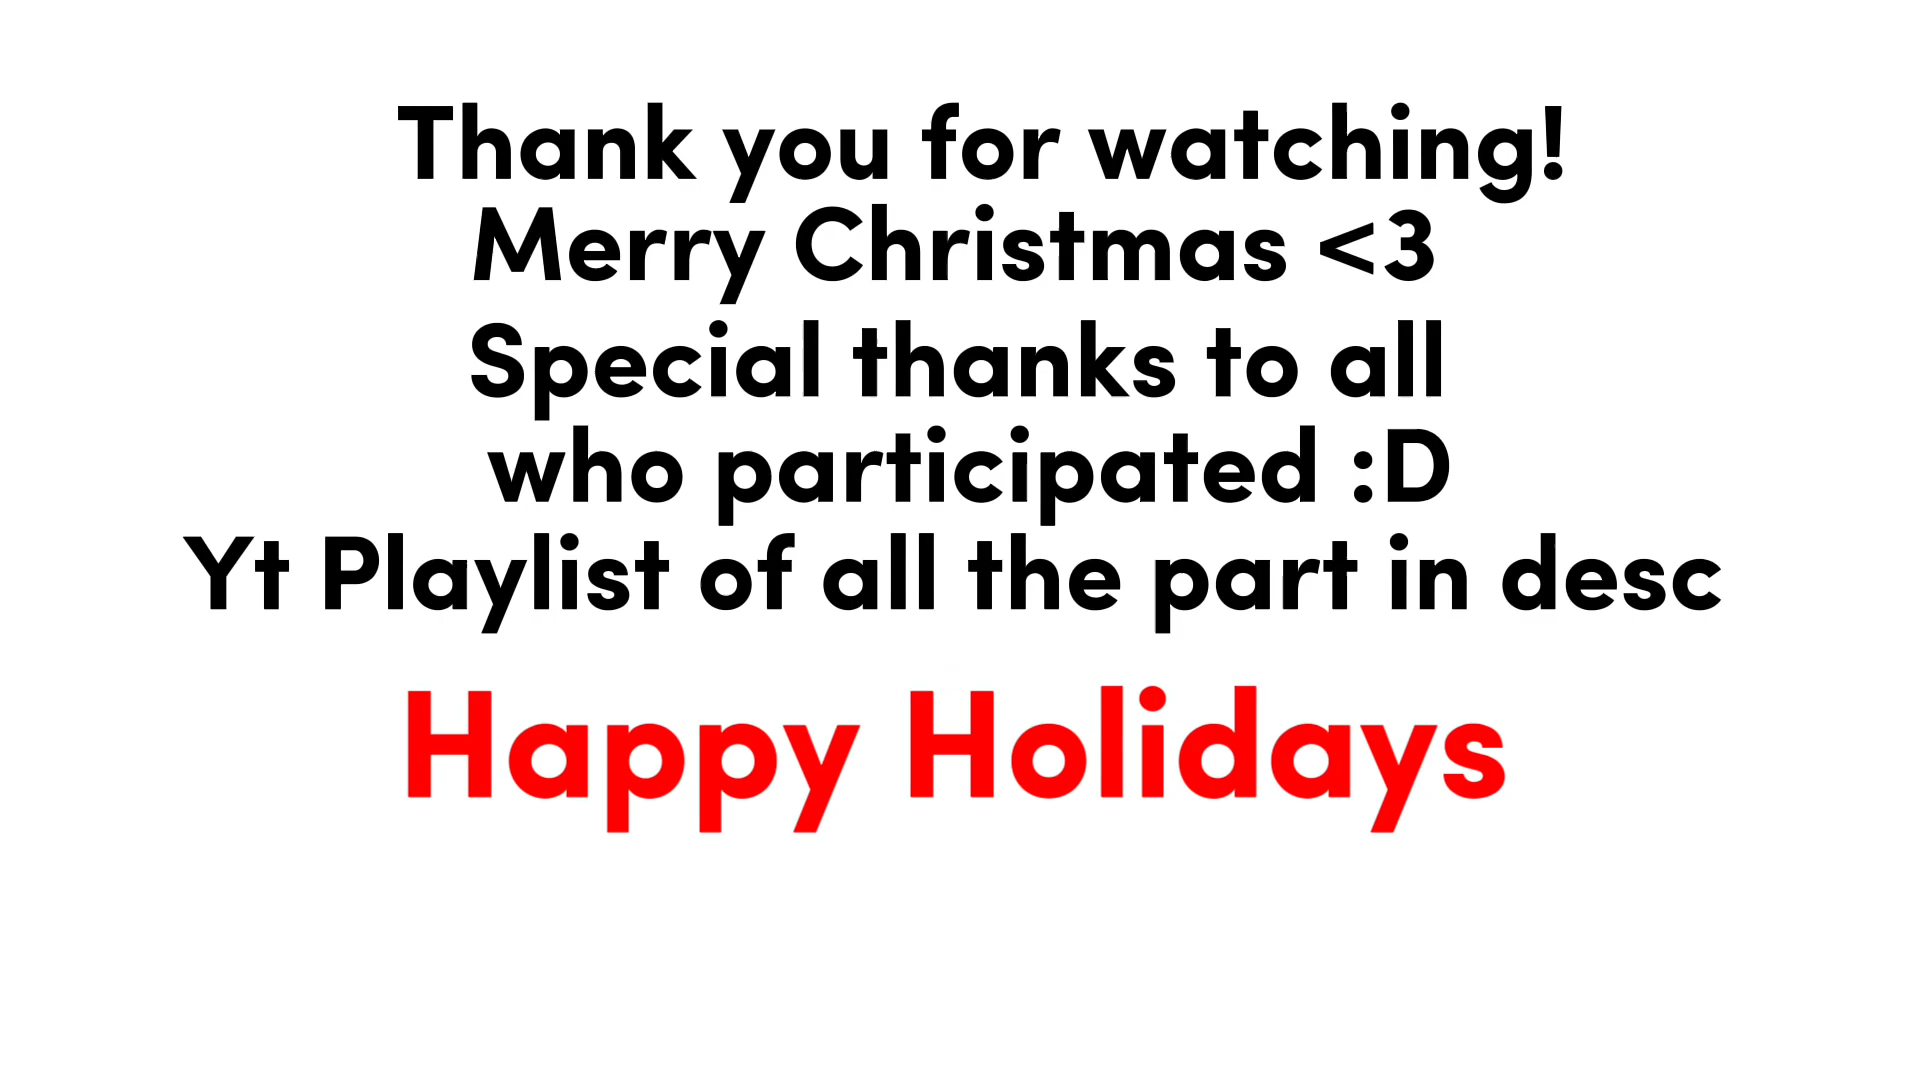 Thank you for watching!
Merry Christmas <3
Special thanks to all
who participated :D
Yt Playlist of all the part in desc
Happy Holidays